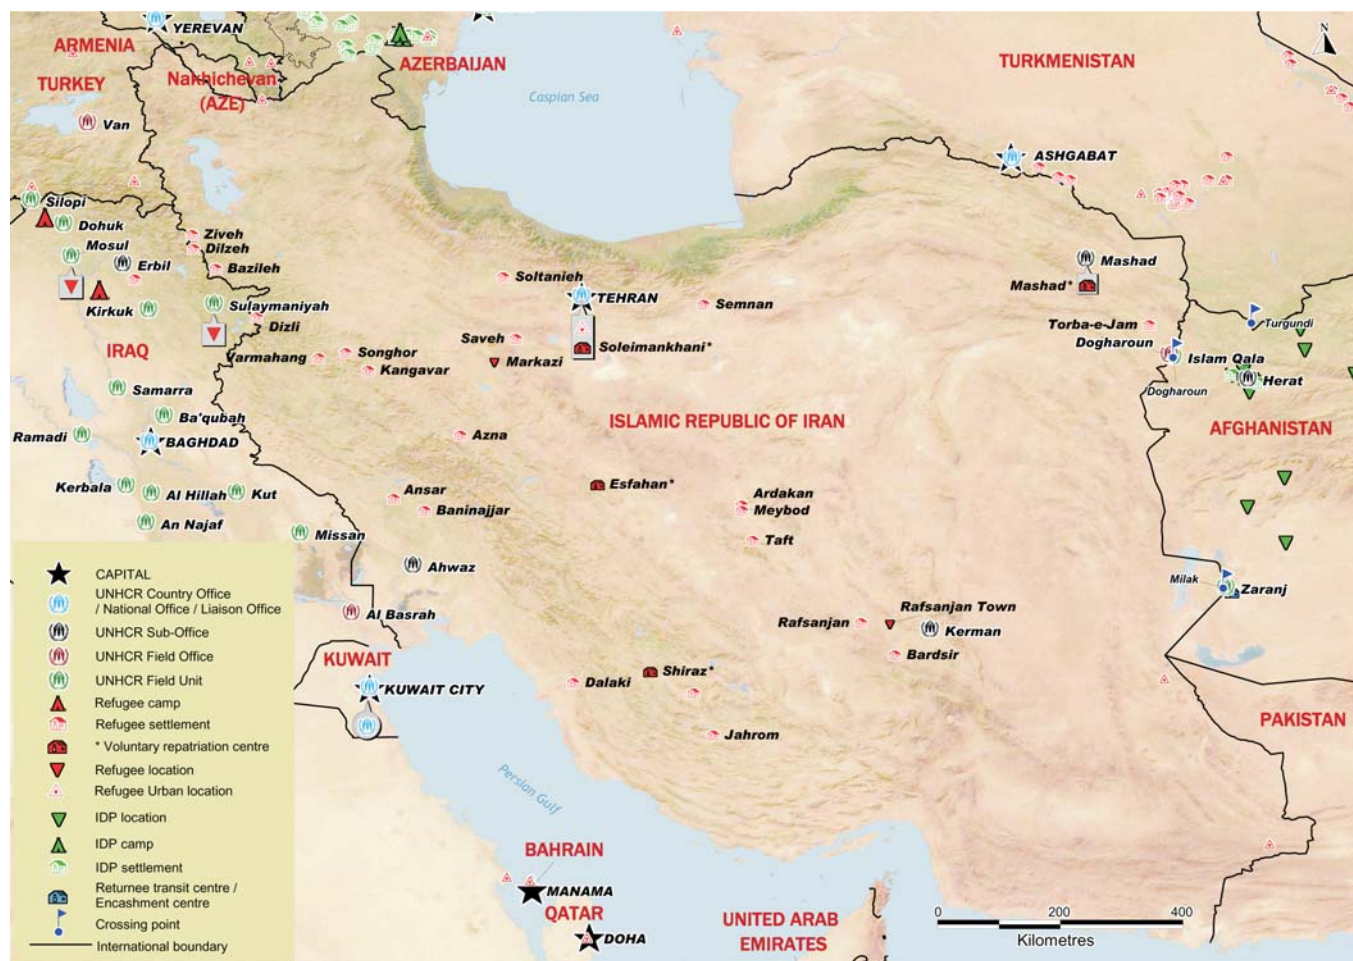 YEREVAN
ARMENIA
AZERBAIJAN
TURKMENISTAN
N
TURKEY
Nakhichevan
(AZE)
Caspian Sea
Van
ASHGABAT
Silopi
Dohuk
Mosul
Erbil
Ziveh
Dilzeh
Bazileh
Soltanieh
TEHRAN
Semnan
Mashad
Mashad*
Kirkuk
Sulaymaniyah
Dizli
Saveh
Soleimankhani*
Torba-e-Jam
Turgundi
IRAQ
Varmahang
Songhor
Kangavar
Markazi
Dogharoun
Islam Qala
Dogharoun
Herat
Samarra
Ba'qubah
Ramadi
BAGHDAD
Azna
ISLAMIC REPUBLIC OF IRAN
AFGHANISTAN
Kerbala
Al Hillah
Kut
An Najaf
Missan
Ansar
Baninajjar
Esfahan*
Ardakan
Meybod
Taft
Ahwaz
Milak
Zaranj
Al Basrah
Rafsanjan Town
Rafsanjan
Kerman
Bardsir
KUWAIT
KUWAIT CITY
Dalaki
Shiraz*
Jahrom
PAKISTAN
Persian Gulf
BAHRAIN
MANAMA
QATAR
DOHA
UNITED ARAB
EMIRATES
0 200 400
Kilometres
CAPITAL
UNHCR Country Office
/ National Office / Liaison Office
UNHCR Sub-Office
UNHCR Field Office
UNHCR Field Unit
Refugee camp
Refugee settlement
* Voluntary repatriation centre
Refugee location
Refugee Urban location
IDP location
IDP camp
IDP settlement
Returnee transit centre /
Encashment centre
Crossing point
International boundary